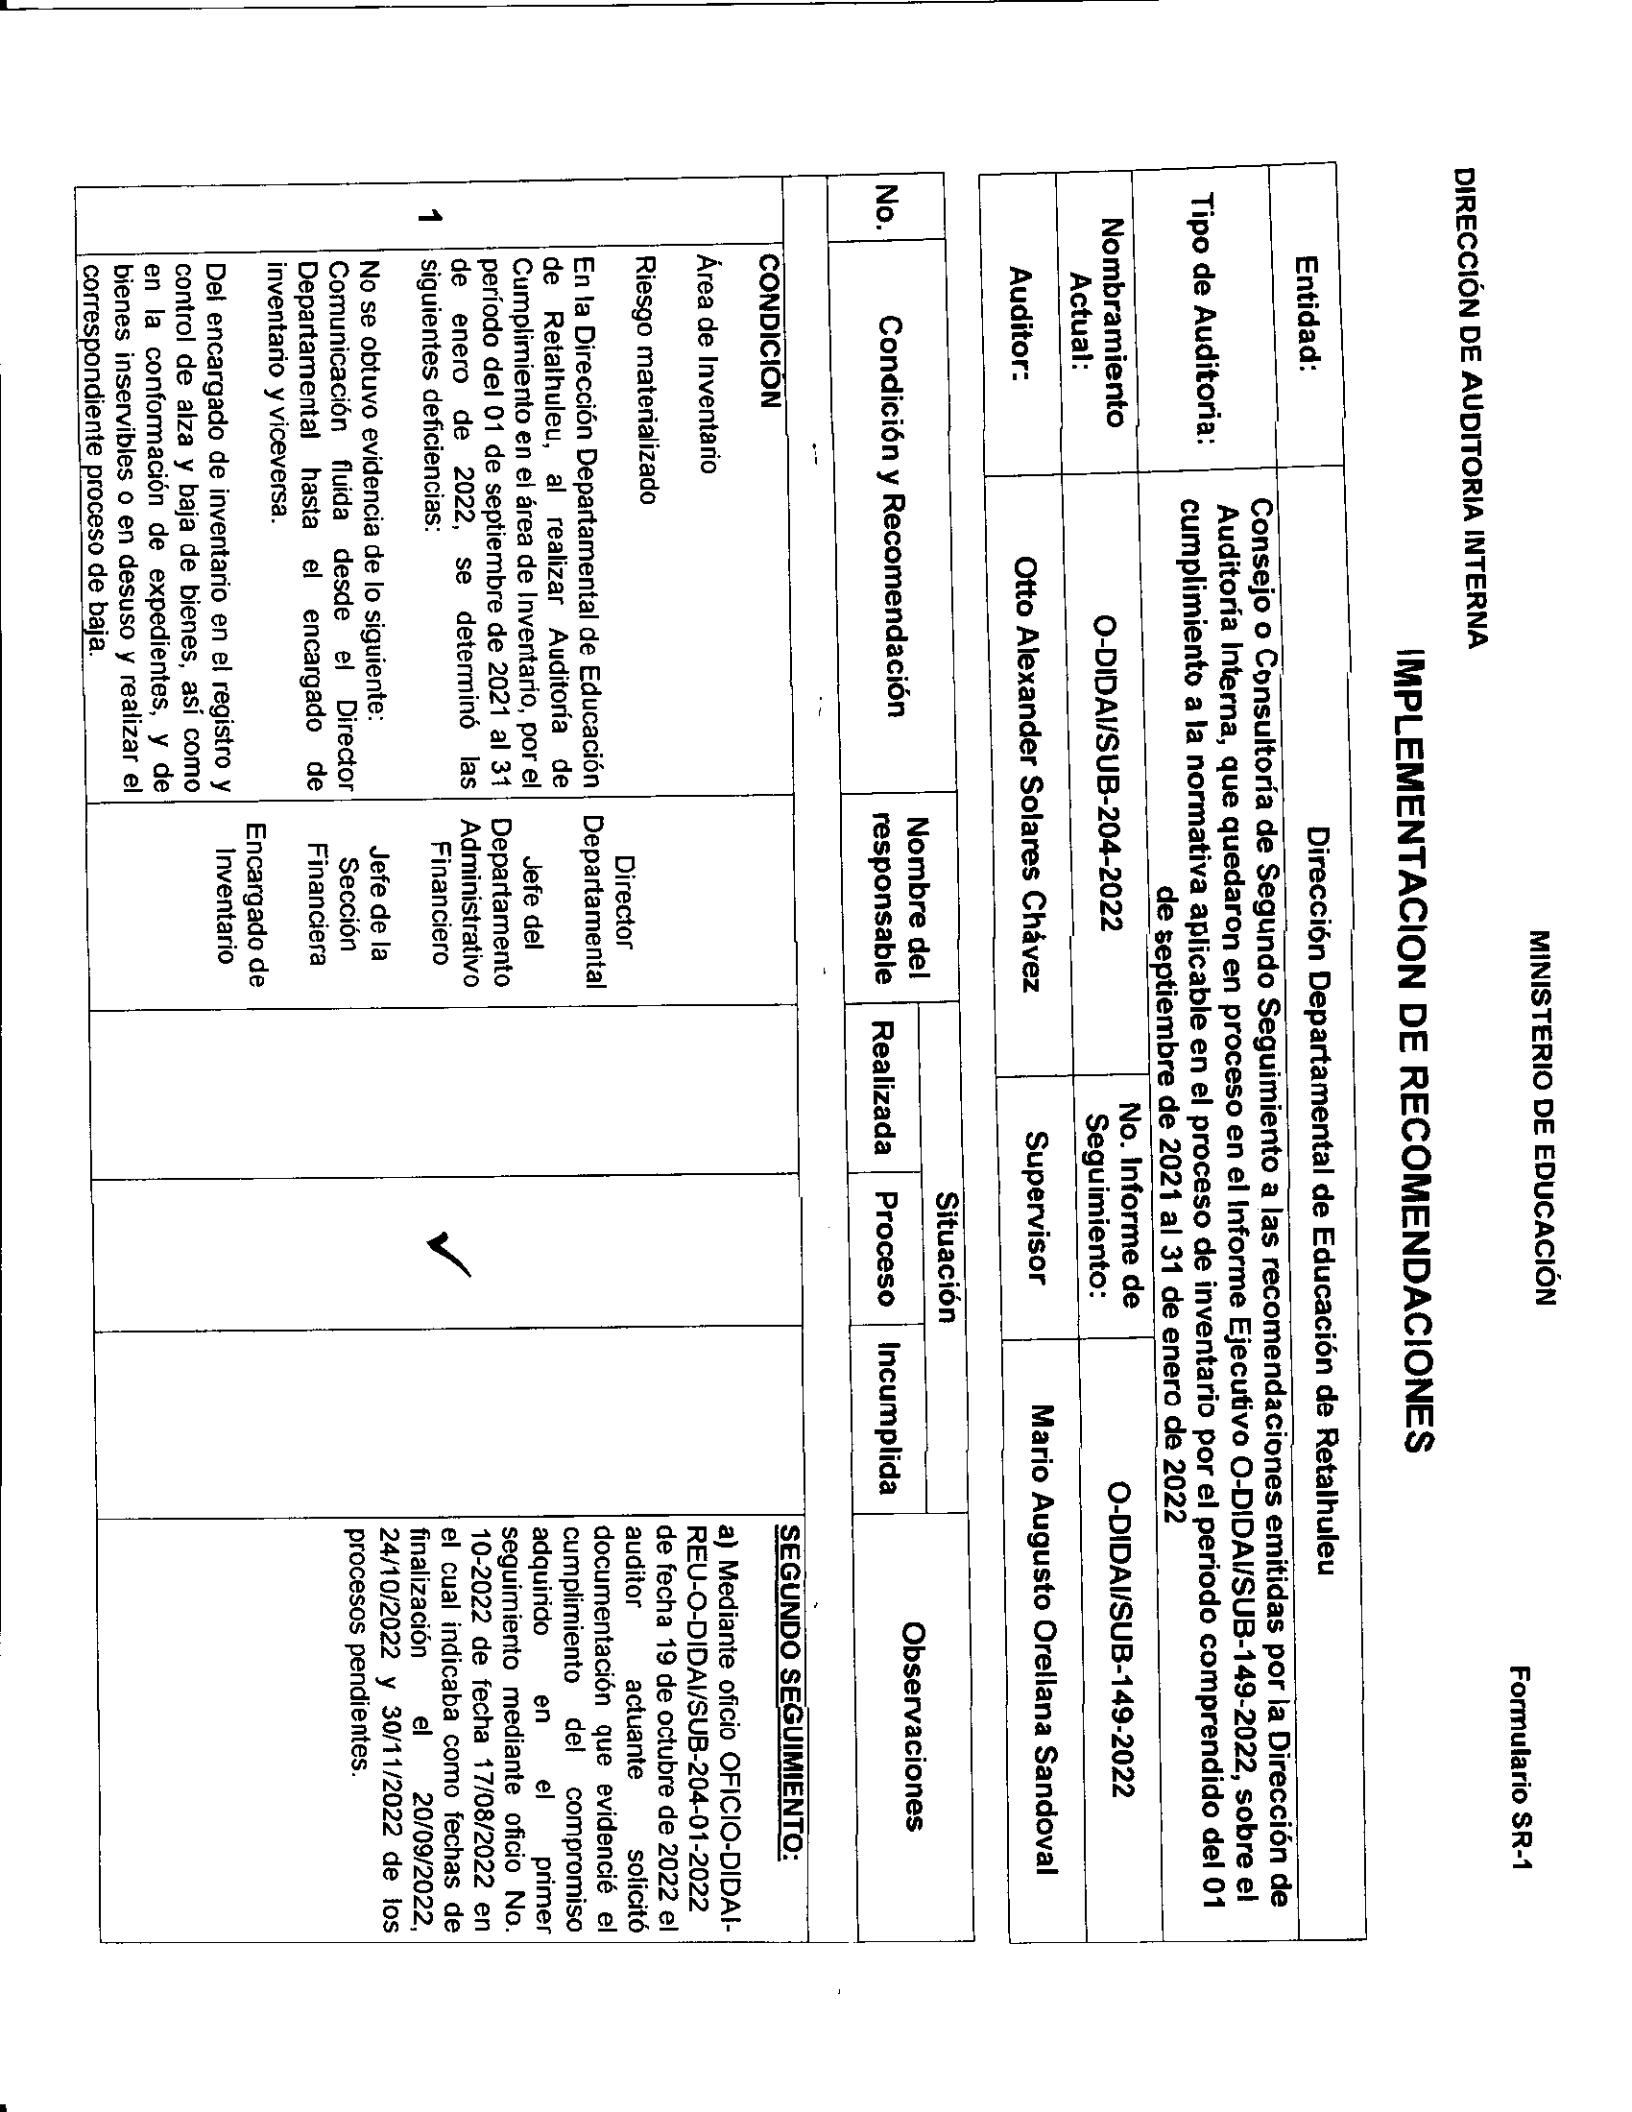 MINISTERIO DE EDUCACIÓN
Formulario SR-1
DIRECCIÓN DE AUDITORIA INTERNA
IMPLEMENTACION DE RECOMENDACIONES
Entidad:
Dirección Departamental de Educación de Retalhuleu
Tipo de Auditoria:
Consejo o Consultoría de Segundo Seguimiento a las recomendaciones emitidas por la Dirección de
Auditoría Interna, que quedaron en proceso en el Informe Ejecutivo O-DIDAI/SUB-149-2022, sobre el
cumplimiento a la normativa aplicable en el proceso de inventario por el periodo comprendido del 01
de septiembre de 2021 al 31 de enero de 2022
Nombramiento
Actual:
O-DIDAI/SUB-204-2022
No. Informe de
Seguimiento:
O-DIDAI/SUB-149-2022
Auditor:
Otto Alexander Solares Chávez
Supervisor
Mario Augusto Orellana Sandoval
No.
Condición y Recomendación
Nombre del
responsable
Situación
Realizada
Proceso
Incumplida
Observaciones
1
CONDICIÓN
Área de Inventario
Riesgo materializado
En la Dirección Departamental de Educación
de Retalhuleu, al realizar Auditoría de
Cumplimiento en el área de Inventario, por el
período del 01 de septiembre de 2021 al 31
de enero de 2022, se determinó las
siguientes deficiencias:
No se obtuvo evidencia de lo siguiente:
Comunicación fluida desde el Director
Departamental hasta el encargado de
inventario y viceversa.
Del encargado de inventario en el registro y
control de alza y baja de bienes, así como
en la conformación de expedientes, y de
bienes inservibles o en desuso y realizar el
correspondiente proceso de baja.
Director
Departamental
Jefe del
Departamento
Administrativo
Financiero
Jefe de la
Sección
Financiera
Encargado de
Inventario
✓
SEGUNDO SEGUIMIENTO:
a) Mediante oficio OFICIO-DIDAI-
REU-O-DIDAI/SUB-204-01-2022
de fecha 19 de octubre de 2022 el
auditor actuante solicitó
documentación que evidencié el
cumplimiento del compromiso
adquirido en el primer
seguimiento mediante oficio No.
10-2022 de fecha 17/08/2022 en
el cual indicaba como fechas de
finalización el 20/09/2022,
24/10/2022 y 30/11/2022 de los
procesos pendientes.